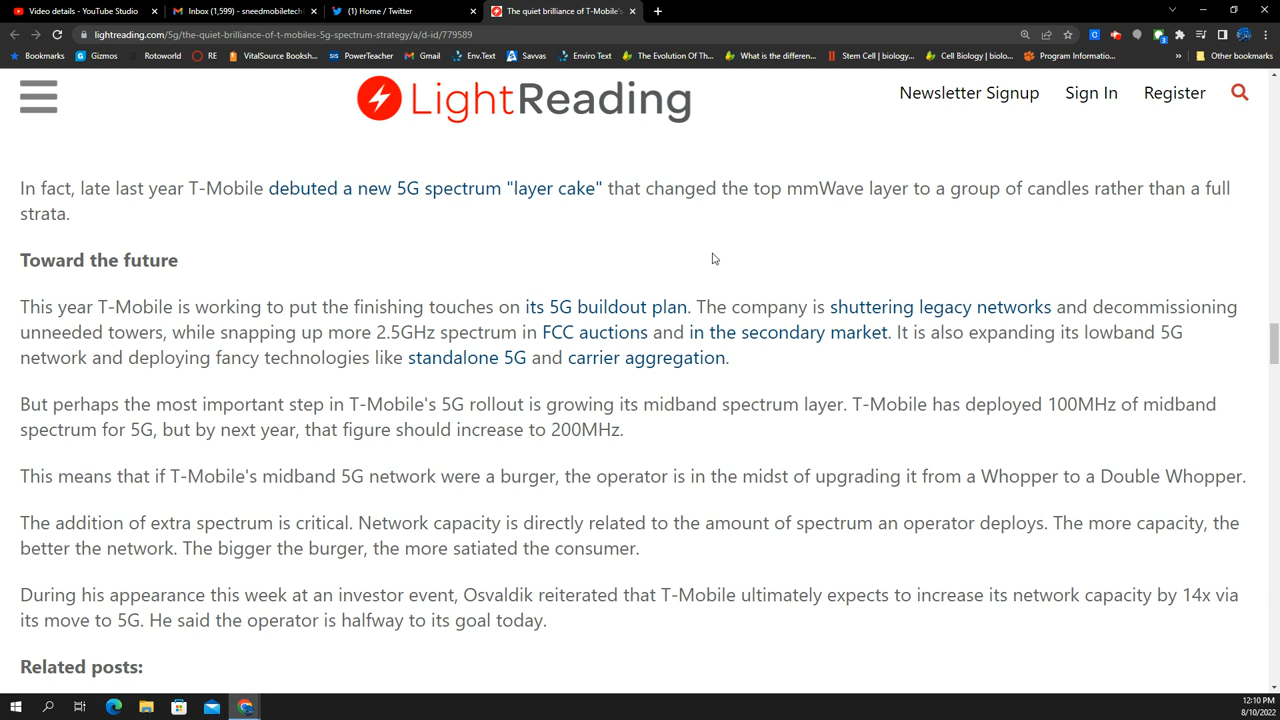 Video details - YouTube Studio
Inbox (1,599) - sneedmobiletech
(1) Home / Twitter
The quiet brilliance of T-Mobile's
lightreading.com/5g/the-quiet-brilliance-of-t-mobiles-5g-spectrum-strategy/a/d-id/779589
Bookmarks Gizmos Rotoworld RE VitalSource Booksh... SIS PowerTeacher Gmail Env.Text Savvas Enviro Text The Evolution Of Th... What is the differen... Stem Cell | biology... Cell Biology | biolo... Program Informatio... » Other bookmarks
LightReading
Newsletter Signup Sign In Register
In fact, late last year T-Mobile debuted a new 5G spectrum "layer cake" that changed the top mmWave layer to a group of candles rather than a full
strata.
Toward the future
This year T-Mobile is working to put the finishing touches on its 5G buildout plan. The company is shuttering legacy networks and decommissioning
unneeded towers, while snapping up more 2.5GHz spectrum in FCC auctions and in the secondary market. It is also expanding its lowband 5G
network and deploying fancy technologies like standalone 5G and carrier aggregation.
But perhaps the most important step in T-Mobile's 5G rollout is growing its midband spectrum layer. T-Mobile has deployed 100MHz of midband
spectrum for 5G, but by next year, that figure should increase to 200MHz.
This means that if T-Mobile's midband 5G network were a burger, the operator is in the midst of upgrading it from a Whopper to a Double Whopper.
The addition of extra spectrum is critical. Network capacity is directly related to the amount of spectrum an operator deploys. The more capacity, the
better the network. The bigger the burger, the more satiated the consumer.
During his appearance this week at an investor event, Osvaldik reiterated that T-Mobile ultimately expects to increase its network capacity by 14x via
its move to 5G. He said the operator is halfway to its goal today.
Related posts:
12:10 PM
8/10/2022